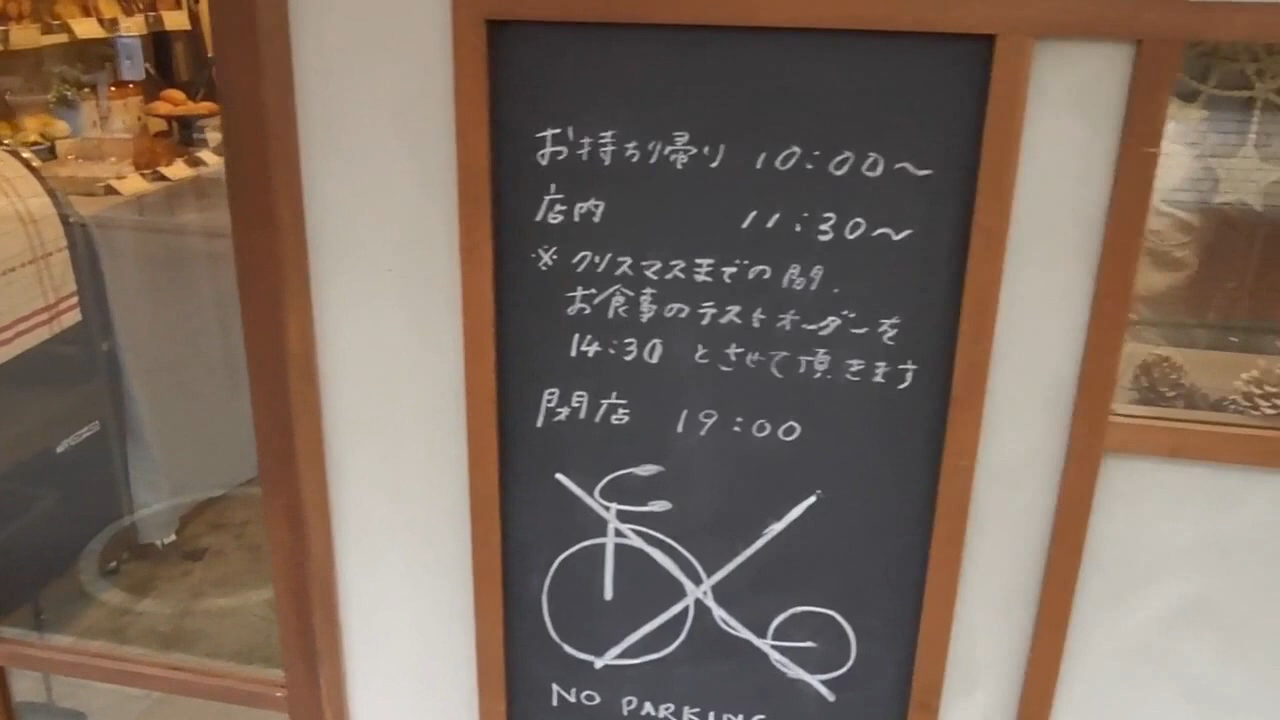 お持ち帰り 10:00～
店内 11:30～
※ クリスマスまでの間.
お食事のラストオーダーを
14:30 とさせて頂きます
閉店 19:00
NO PARKING